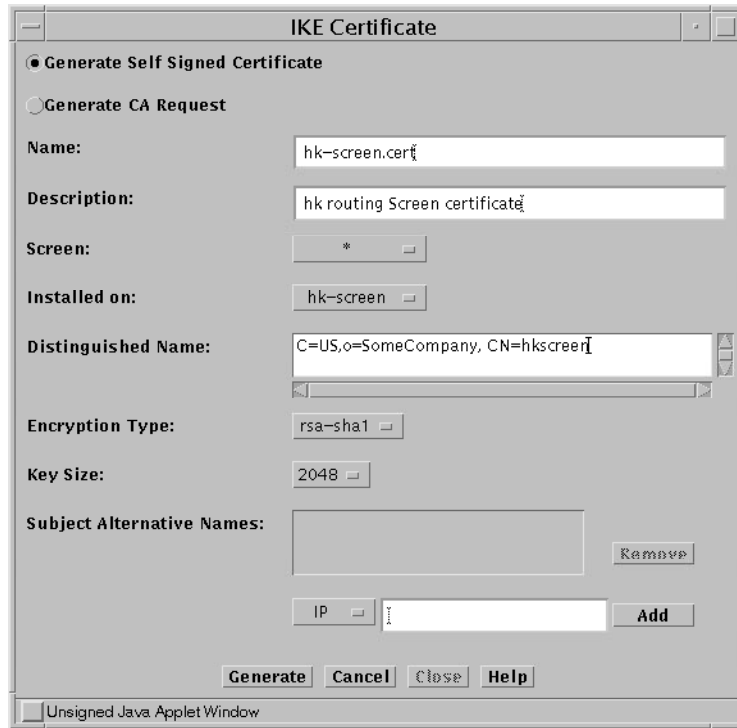 IKE Certificate
Generate Self Signed Certificate
Generate CA Request
Name: hk-screen.cert
Description: hk routing Screen certificate
Screen: *
Installed on: hk-screen
Distinguished Name: C=US,o=SomeCompany, CN=hkscreen
Encryption Type: rsa-sha1
Key Size: 2048
Subject Alternative Names:
Remove
IP Add
Generate Cancel Close Help
Unsigned Java Applet Window